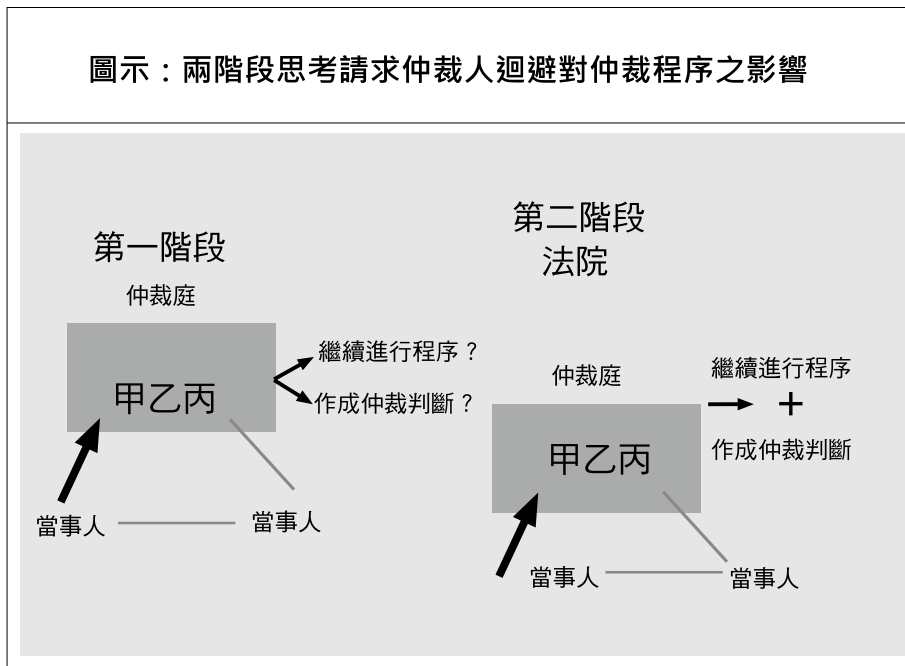 圖示：兩階段思考請求仲裁人迴避對仲裁程序之影響
第一階段
仲裁庭
甲乙丙
繼續進行程序？
作成仲裁判斷？
當事人
當事人
第二階段
法院
仲裁庭
甲乙丙
繼續進行程序
＋
作成仲裁判斷
當事人
當事人